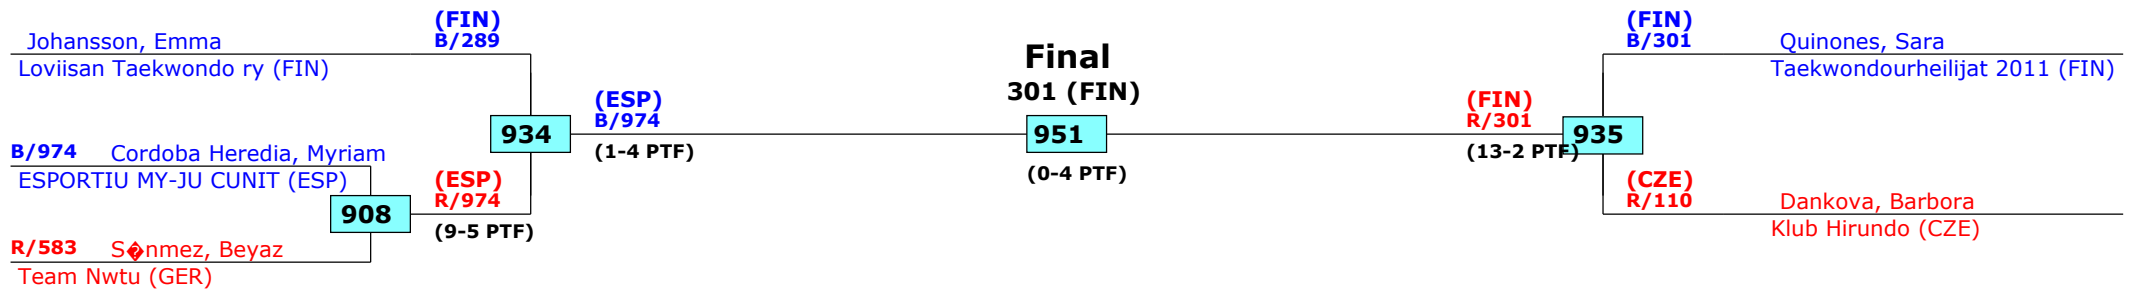 (FIN)
B/289
Johansson, Emma
Loviisan Taekwondo ry (FIN)
B/974 Cordoba Heredia, Myriam
ESPORTIU MY-JU CUNIT (ESP)
908
R/583 S�nmez, Beyaz
Team Nwtu (GER)
(ESP)
R/974
(9-5 PTF)
934
(ESP)
B/974
(1-4 PTF)
Final
301 (FIN)
951
(0-4 PTF)
(FIN)
R/301
(13-2 PTF)
935
(FIN)
B/301
Quinones, Sara
Taekwondourheilijat 2011 (FIN)
(CZE)
R/110
Dankova, Barbora
Klub Hirundo (CZE)